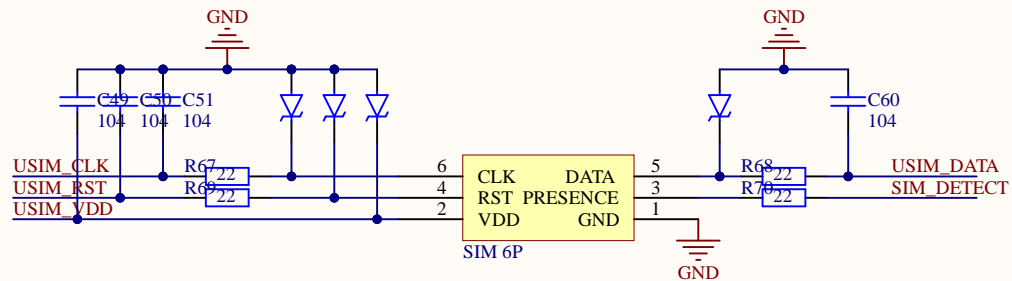 GND GND
C49 C50 C51 C60
104 104 104 104
USIM_CLK R67 6 5 R68 USIM_DATA
22 CLK DATA 22
USIM_RST R69 4 3 R70 SIM_DETECT
22 RST PRESENCE 22
USIM_VDD 2 1
VDD GND
SIM 6P
GND